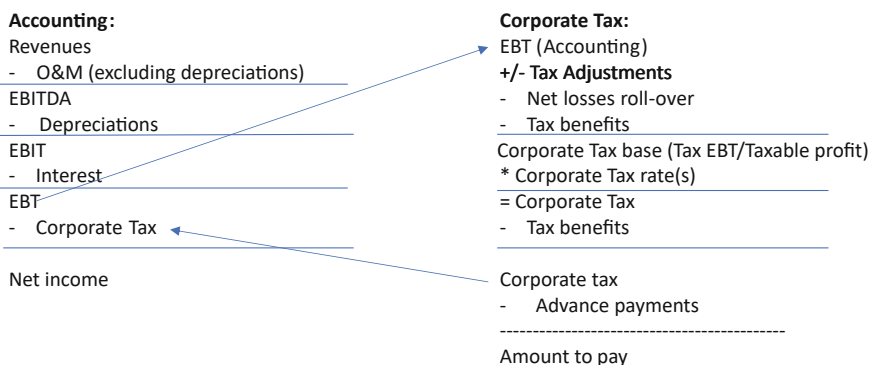 Accounting:
Revenues
- O&M (excluding depreciations)
EBITDA
- Depreciations
EBIT
- Interest
EBT
- Corporate Tax
Net income
Corporate Tax:
EBT (Accounting)
+/- Tax Adjustments
- Net losses roll-over
- Tax benefits
Corporate Tax base (Tax EBT/Taxable profit)
* Corporate Tax rate(s)
= Corporate Tax
- Tax benefits
Corporate tax
- Advance payments
-------------------------------------------
Amount to pay